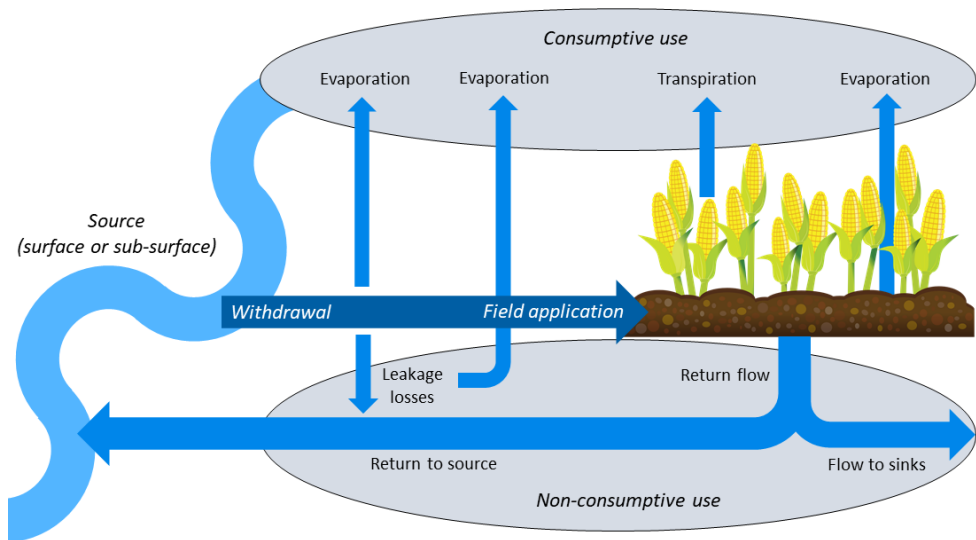 Consumptive use
Evaporation
Evaporation
Transpiration
Evaporation
Source
(surface or sub-surface)
Withdrawal
Field application
Leakage
losses
Return flow
Return to source
Flow to sinks
Non-consumptive use